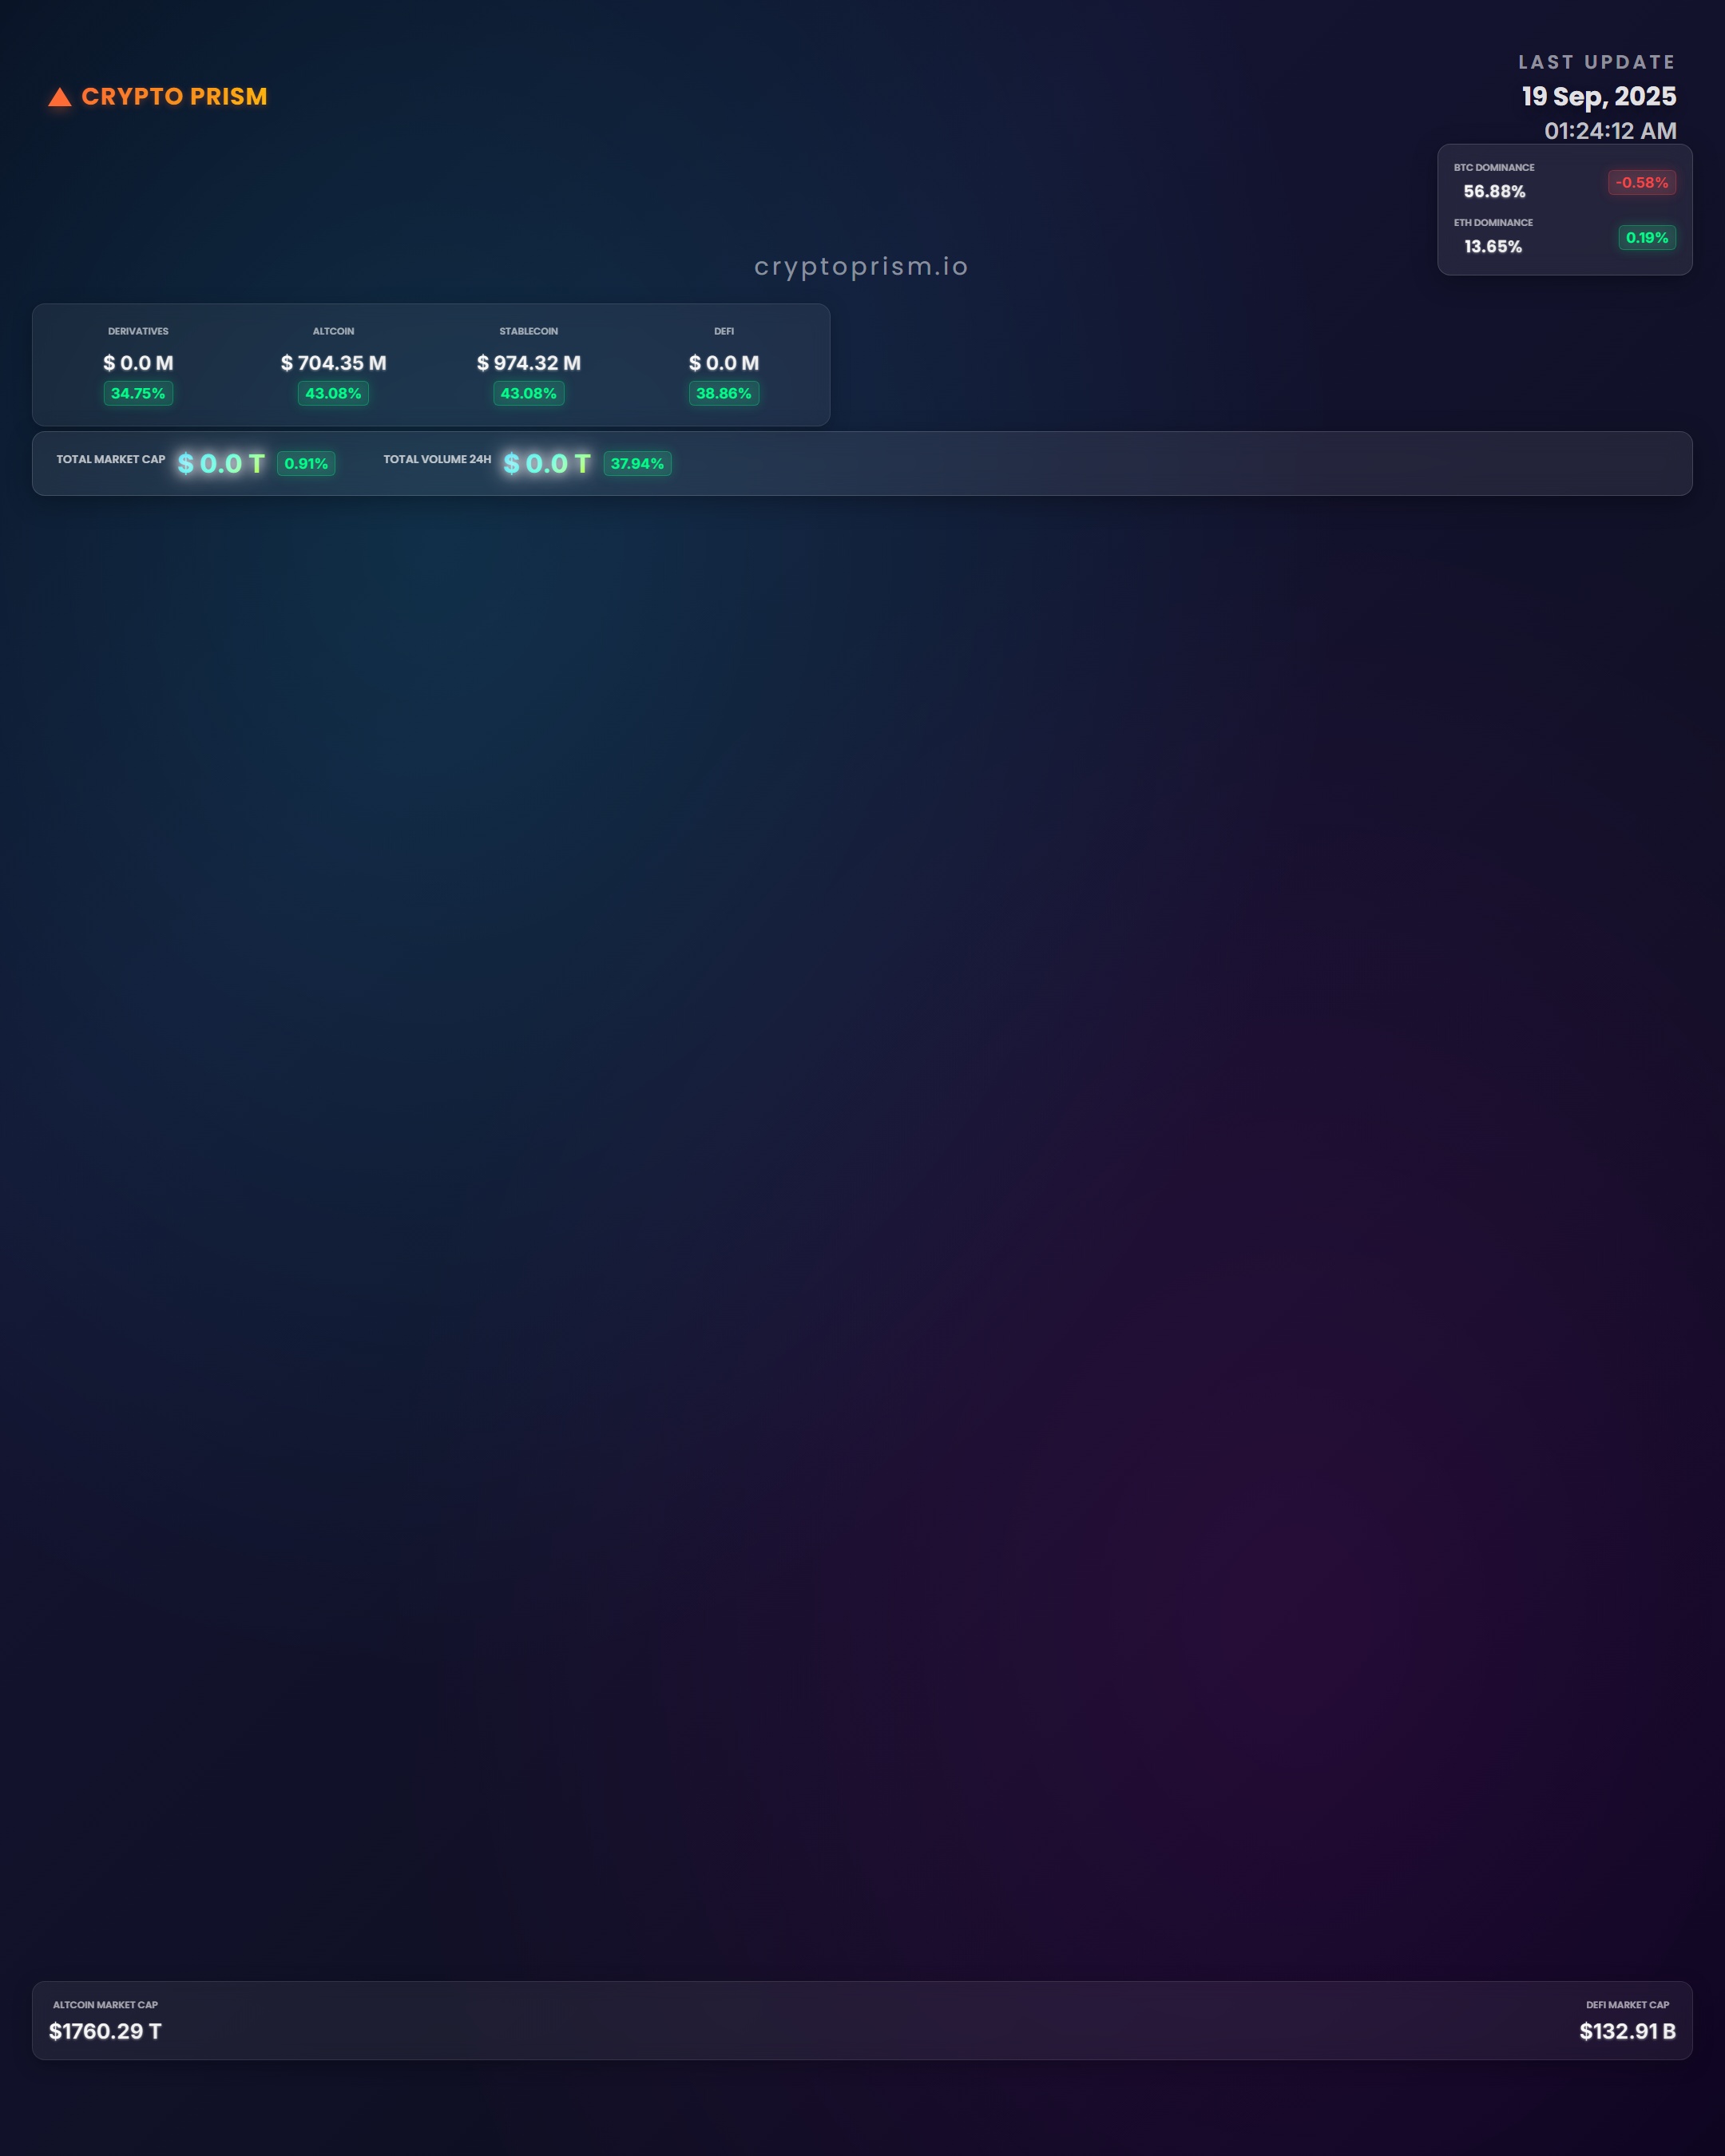 CRYPTO PRISM
LAST UPDATE
19 Sep, 2025
01:24:12 AM
BTC DOMINANCE
56.88%
-0.58%
ETH DOMINANCE
13.65%
0.19%
cryptoprism.io
DERIVATIVES ALTCOIN STABLECOIN DEFI
$ 0.0 M $ 704.35 M $ 974.32 M $ 0.0 M
34.75% 43.08% 43.08% 38.86%
TOTAL MARKET CAP $ 0.0 T 0.91% TOTAL VOLUME 24H $ 0.0 T 37.94%
ALTCOIN MARKET CAP DEFI MARKET CAP
$1760.29 T $132.91 B